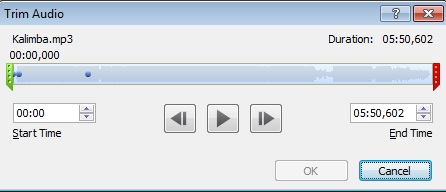 Trim Audio
Kalimba.mp3 Duration: 05:50,602
00:00,000
00:00 05:50,602
Start Time End Time
OK Cancel